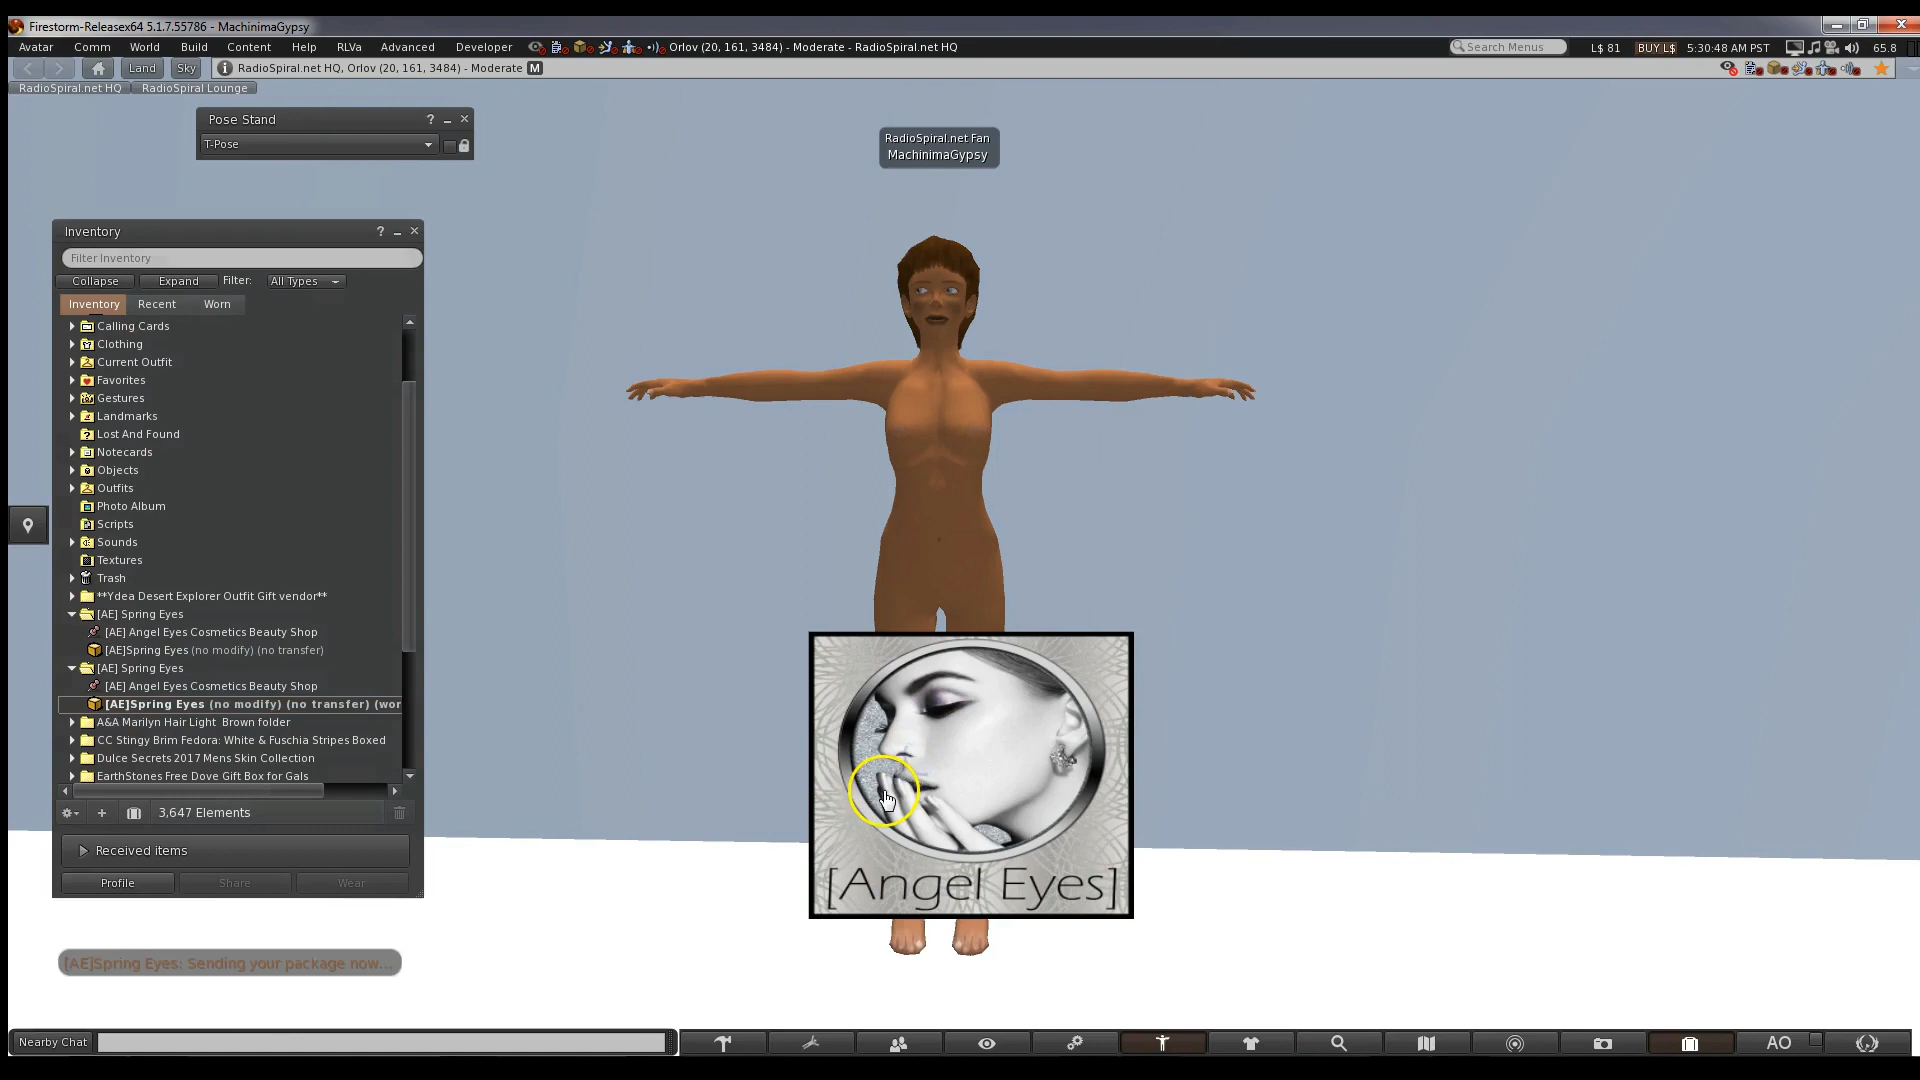 Firestorm-Releasex64 5.1.7.55786 - MachinimaGypsy
Avatar Comm World Build Content Help RLVa Advanced Developer Orlov (20, 161, 3484) - Moderate - RadioSpiral.net HQ Search Menus L$ 81 BUY L$ 5:30:48 AM PST 65.8
Land Sky RadioSpiral.net HQ, Orlov (20, 161, 3484) - Moderate M
RadioSpiral.net HQ RadioSpiral Lounge
Pose Stand ?
T-Pose
RadioSpiral.net Fan
MachinimaGypsy
Inventory ?
Filter Inventory
Collapse Expand Filter: All Types
Inventory Recent Worn
Calling Cards
Clothing
Current Outfit
Favorites
Gestures
Landmarks
Lost And Found
Notecards
Objects
Outfits
Photo Album
Scripts
Sounds
Textures
Trash
**Ydea Desert Explorer Outfit Gift vendor**
[AE] Spring Eyes
[AE] Angel Eyes Cosmetics Beauty Shop
[AE]Spring Eyes (no modify) (no transfer)
[AE] Spring Eyes
[AE] Angel Eyes Cosmetics Beauty Shop
[AE]Spring Eyes (no modify) (no transfer) (wor
A&A Marilyn Hair Light Brown folder
CC Stingy Brim Fedora: White & Fuschia Stripes Boxed
Dulce Secrets 2017 Mens Skin Collection
EarthStones Free Dove Gift Box for Gals
3,647 Elements
Received items
Profile Share Wear
[Angel Eyes]
[AE]Spring Eyes: Sending your package now...
Nearby Chat AO